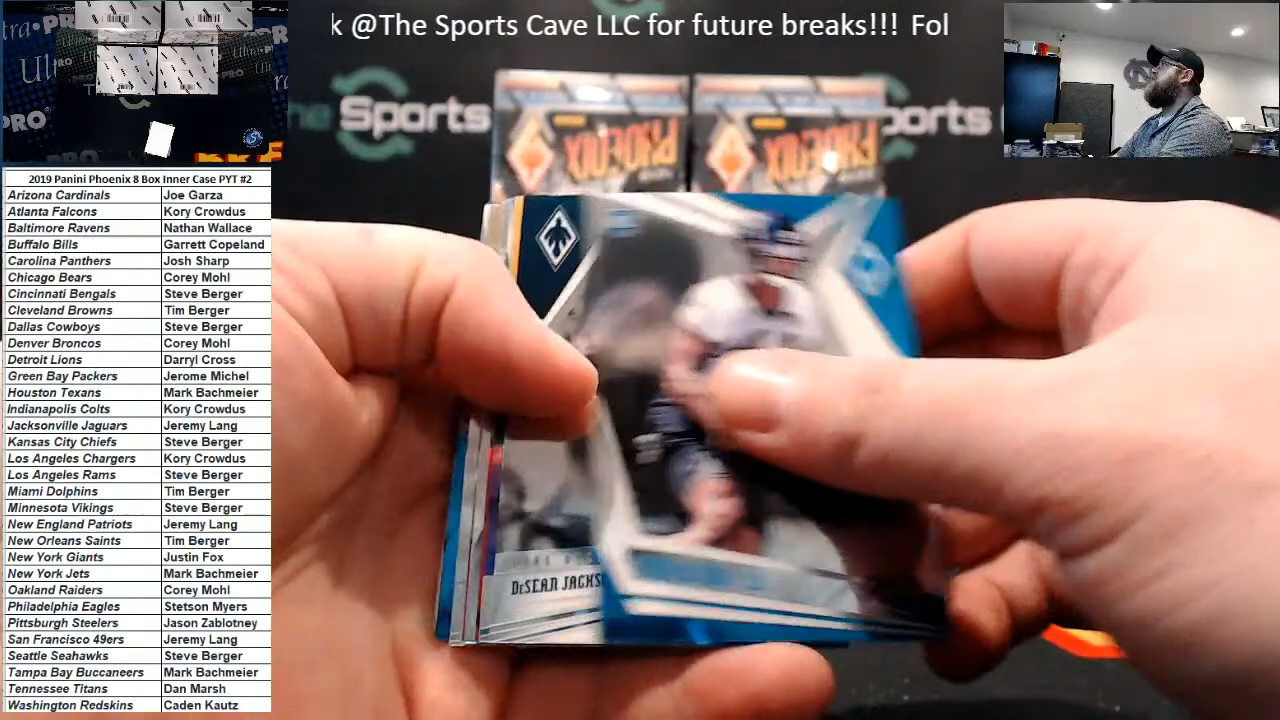 k @The Sports Cave LLC for future breaks!!! Fol
2019 Panini Phoenix 8 Box Inner Case PYT #2
Arizona Cardinals Joe Garza
Atlanta Falcons Kory Crowdus
Baltimore Ravens Nathan Wallace
Buffalo Bills Garrett Copeland
Carolina Panthers Josh Sharp
Chicago Bears Corey Mohl
Cincinnati Bengals Steve Berger
Cleveland Browns Tim Berger
Dallas Cowboys Steve Berger
Denver Broncos Corey Mohl
Detroit Lions Darryl Cross
Green Bay Packers Jerome Michel
Houston Texans Mark Bachmeier
Indianapolis Colts Kory Crowdus
Jacksonville Jaguars Jeremy Lang
Kansas City Chiefs Steve Berger
Los Angeles Chargers Kory Crowdus
Los Angeles Rams Steve Berger
Miami Dolphins Tim Berger
Minnesota Vikings Steve Berger
New England Patriots Jeremy Lang
New Orleans Saints Tim Berger
New York Giants Justin Fox
New York Jets Mark Bachmeier
Oakland Raiders Corey Mohl
Philadelphia Eagles Stetson Myers
Pittsburgh Steelers Jason Zablotney
San Francisco 49ers Jeremy Lang
Seattle Seahawks Steve Berger
Tampa Bay Buccaneers Mark Bachmeier
Tennessee Titans Dan Marsh
Washington Redskins Caden Kautz
Sports
PHOENIX
PHOENIX
ports
DeSEAN JACKS